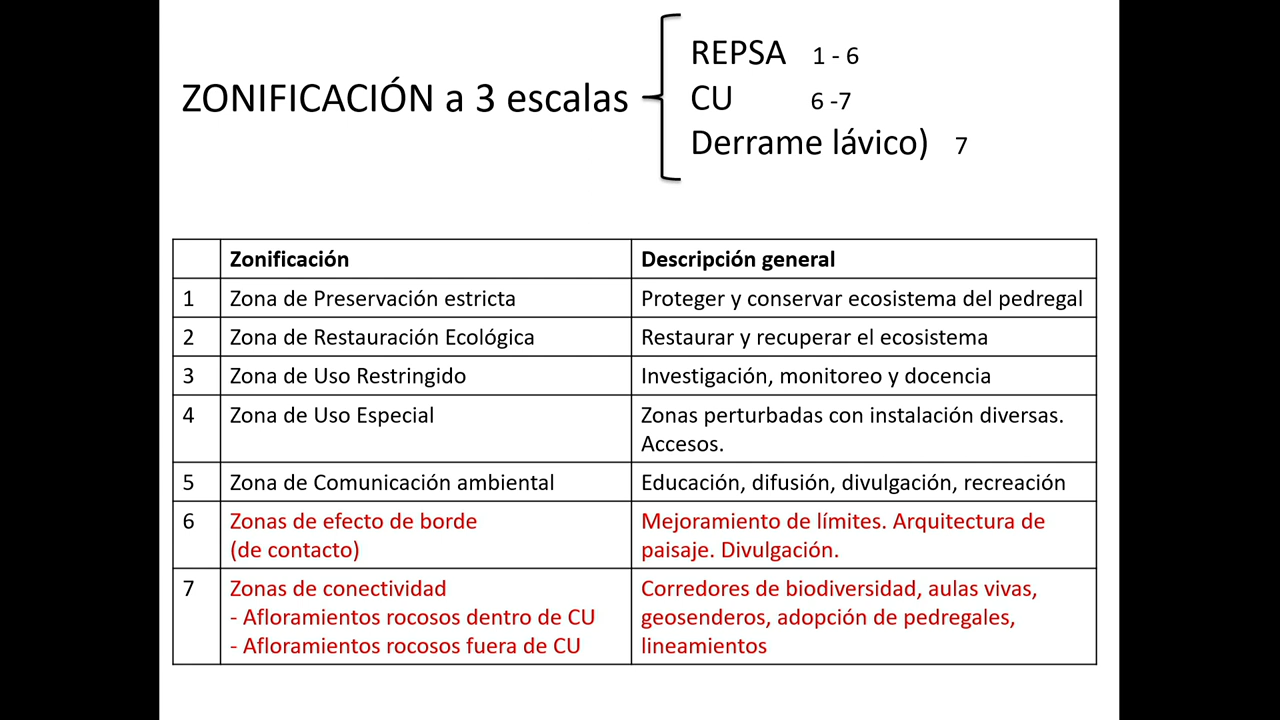 ZONIFICACIÓN a 3 escalas
REPSA 1 - 6
CU 6 -7
Derrame lávico) 7
Zonificación Descripción general
1 Zona de Preservación estricta Proteger y conservar ecosistema del pedregal
2 Zona de Restauración Ecológica Restaurar y recuperar el ecosistema
3 Zona de Uso Restringido Investigación, monitoreo y docencia
4 Zona de Uso Especial Zonas perturbadas con instalación diversas.
Accesos.
5 Zona de Comunicación ambiental Educación, difusión, divulgación, recreación
6 Zonas de efecto de borde Mejoramiento de límites. Arquitectura de
(de contacto) paisaje. Divulgación.
7 Zonas de conectividad Corredores de biodiversidad, aulas vivas,
- Afloramientos rocosos dentro de CU geosenderos, adopción de pedregales,
- Afloramientos rocosos fuera de CU lineamientos